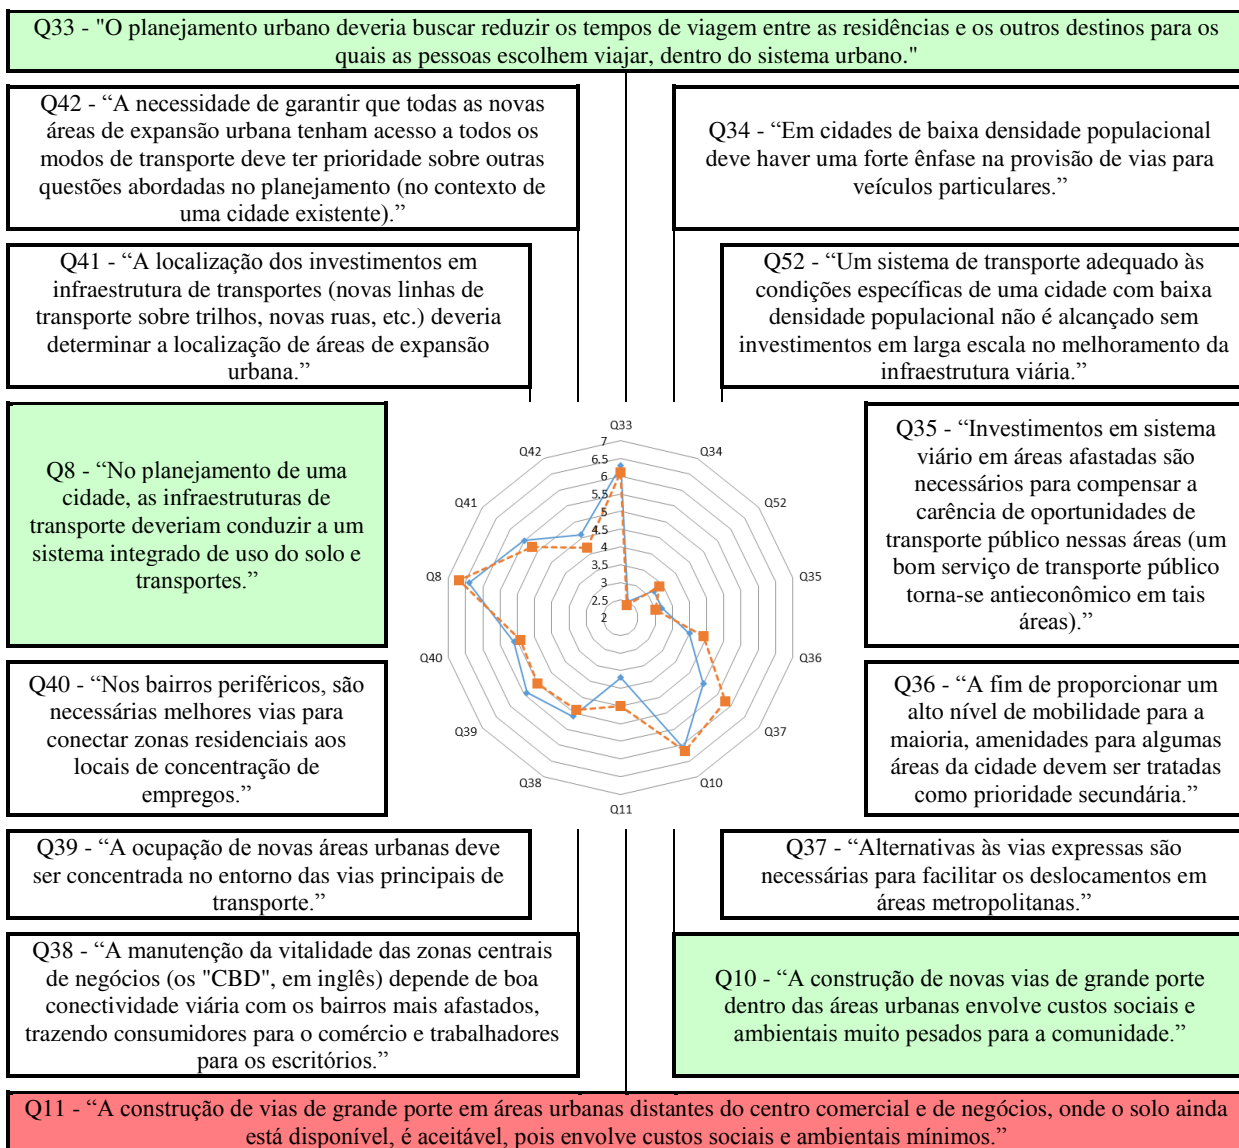 Q33 - "O planejamento urbano deveria buscar reduzir os tempos de viagem entre as residências e os outros destinos para os
quais as pessoas escolhem viajar, dentro do sistema urbano."
Q42 - “A necessidade de garantir que todas as novas
áreas de expansão urbana tenham acesso a todos os
modos de transporte deve ter prioridade sobre outras
questões abordadas no planejamento (no contexto de
uma cidade existente).”
Q34 - “Em cidades de baixa densidade populacional
deve haver uma forte ênfase na provisão de vias para
veículos particulares.”
Q41 - “A localização dos investimentos em
infraestrutura de transportes (novas linhas de
transporte sobre trilhos, novas ruas, etc.) deveria
determinar a localização de áreas de expansão
urbana.”
Q52 - “Um sistema de transporte adequado às
condições específicas de uma cidade com baixa
densidade populacional não é alcançado sem
investimentos em larga escala no melhoramento da
infraestrutura viária.”
Q8 - “No planejamento de uma
cidade, as infraestruturas de
transporte deveriam conduzir a um
sistema integrado de uso do solo e
transportes.”
Q33
Q34
Q52
Q35
Q36
Q37
Q10
Q11
Q38
Q39
Q40
Q8
Q41
Q42
7
6.5
6
5.5
5
4.5
4
3.5
3
2.5
2
Q35 - “Investimentos em sistema
viário em áreas afastadas são
necessários para compensar a
carência de oportunidades de
transporte público nessas áreas (um
bom serviço de transporte público
torna-se antieconômico em tais
áreas).”
Q40 - “Nos bairros periféricos, são
necessárias melhores vias para
conectar zonas residenciais aos
locais de concentração de
empregos.”
Q36 - “A fim de proporcionar um
alto nível de mobilidade para a
maioria, amenidades para algumas
áreas da cidade devem ser tratadas
como prioridade secundária.”
Q39 - “A ocupação de novas áreas urbanas deve
ser concentrada no entorno das vias principais de
transporte.”
Q37 - “Alternativas às vias expressas são
necessárias para facilitar os deslocamentos em
áreas metropolitanas.”
Q38 - “A manutenção da vitalidade das zonas centrais
de negócios (os "CBD", em inglês) depende de boa
conectividade viária com os bairros mais afastados,
trazendo consumidores para o comércio e trabalhadores
para os escritórios.”
Q10 - “A construção de novas vias de grande porte
dentro das áreas urbanas envolve custos sociais e
ambientais muito pesados para a comunidade.”
Q11 - “A construção de vias de grande porte em áreas urbanas distantes do centro comercial e de negócios, onde o solo ainda
está disponível, é aceitável, pois envolve custos sociais e ambientais mínimos.”